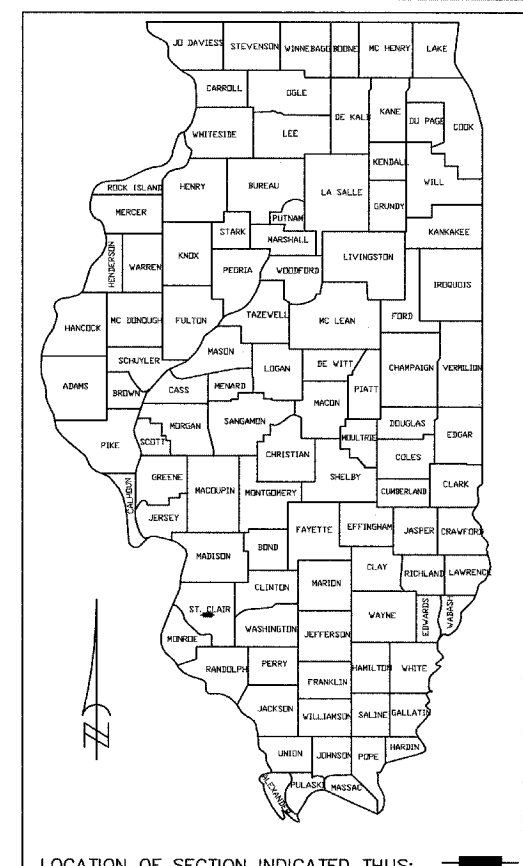 JO DAVIESS STEVENSON WINNEBAGO BOONE MC HENRY LAKE
CARROLL OGLE DE KALB KANE DU PAGE COOK
WHITESIDE LEE KENDALL WILL
ROCK ISLAND HENRY BUREAU LA SALLE GRUNDY
MERCER PUTNAM KANKAKEE
HENDERSON WARREN KNOX STARK MARSHALL LIVINGSTON IROQUOIS
PEORIA WOODFORD
HANCOCK MC DONOUGH FULTON TAZEWELL MC LEAN FORD
SCHUYLER MASON
ADAMS BROWN CASS MENARD LOGAN DE WITT PIATT CHAMPAIGN VERMILION
MACON
PIKE SCOTT MORGAN SANGAMON CHRISTIAN MOULTRIE DOUGLAS EDGAR
COLES
CALHOUN GREENE MACOUPIN MONTGOMERY SHELBY CUMBERLAND CLARK
JERSEY
FAYETTE EFFINGHAM JASPER CRAWFORD
MADISON BOND
CLAY RICHLAND LAWRENCE
CLINTON MARION
ST. CLAIR WAYNE EDWARDS WABASH
MONROE WASHINGTON JEFFERSON
RANDOLPH PERRY HAMILTON WHITE
FRANKLIN
JACKSON WILLIAMSON SALINE GALLATIN
UNION JOHNSON POPE HARDIN
ALEXANDER PULASKI MASSAC
LOCATION OF SECTION INDICATED THUS: